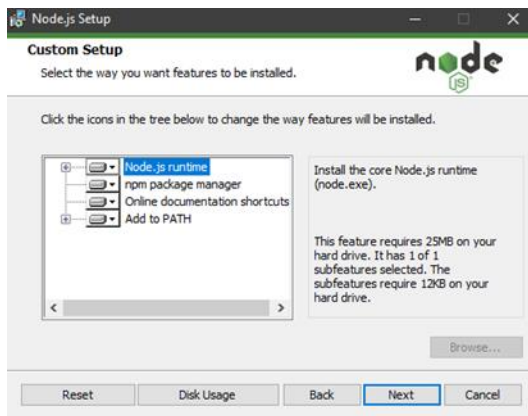 Node.js Setup
Custom Setup
Select the way you want features to be installed.
node
JS
Click the icons in the tree below to change the way features will be installed.
Node.js runtime
npm package manager
Online documentation shortcuts
Add to PATH
Install the core Node.js runtime
(node.exe).
This feature requires 25MB on your
hard drive. It has 1 of 1
subfeatures selected. The
subfeatures require 12KB on your
hard drive.
Browse...
Reset
Disk Usage
Back
Next
Cancel